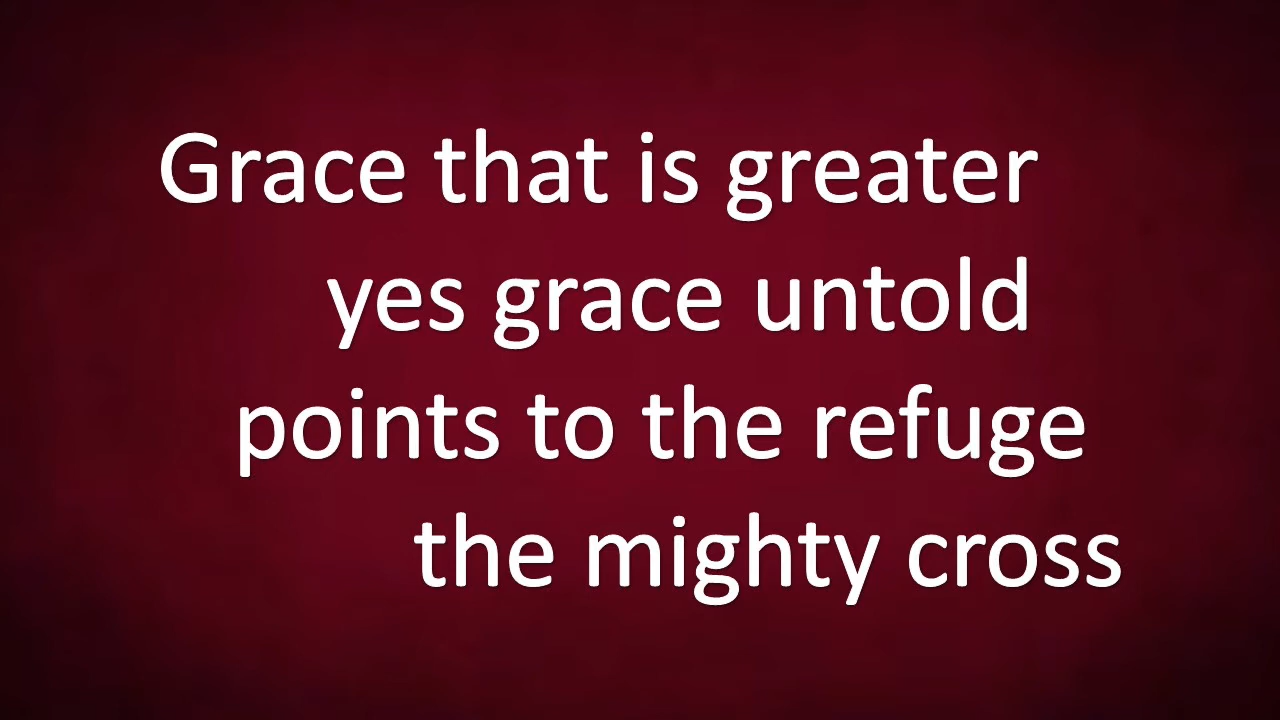 Grace that is greater
yes grace untold
points to the refuge
the mighty cross